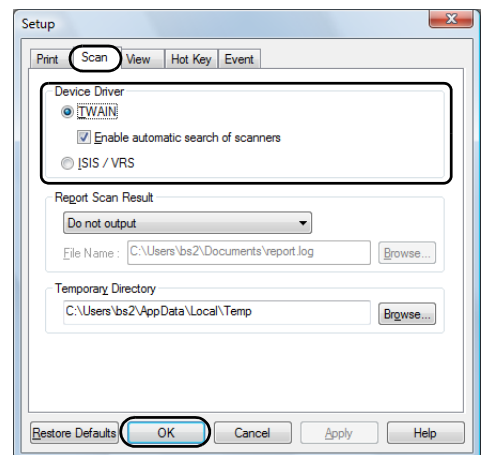 Setup
Print Scan View Hot Key Event
Device Driver
TWAIN
Enable automatic search of scanners
ISIS / VRS
Report Scan Result
Do not output
File Name : C:\Users\bs2\Documents\report.log Browse...
Temporary Directory
C:\Users\bs2\AppData\Local\Temp Browse...
Restore Defaults OK Cancel Apply Help